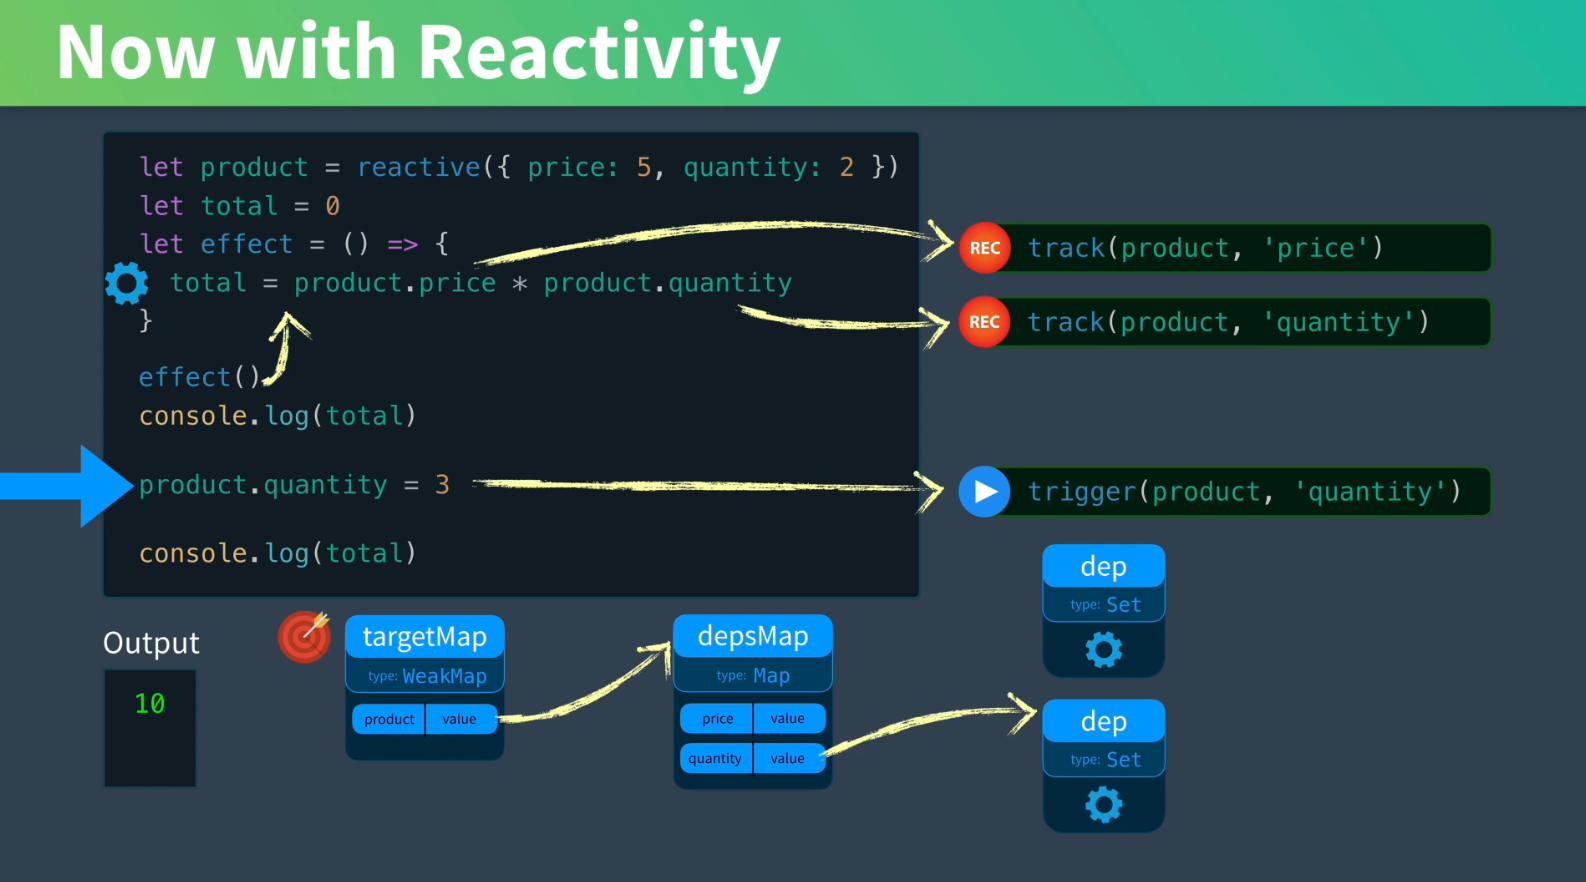 Now with Reactivity
let product = reactive({ price: 5, quantity: 2 })
let total = 0
let effect = () => {
total = product.price * product.quantity
}
effect()
console.log(total)
product.quantity = 3
console.log(total)
REC track(product, 'price')
REC track(product, 'quantity')
trigger(product, 'quantity')
Output
10
targetMap
type: WeakMap
product value
depsMap
type: Map
price value
quantity value
dep
type: Set
dep
type: Set